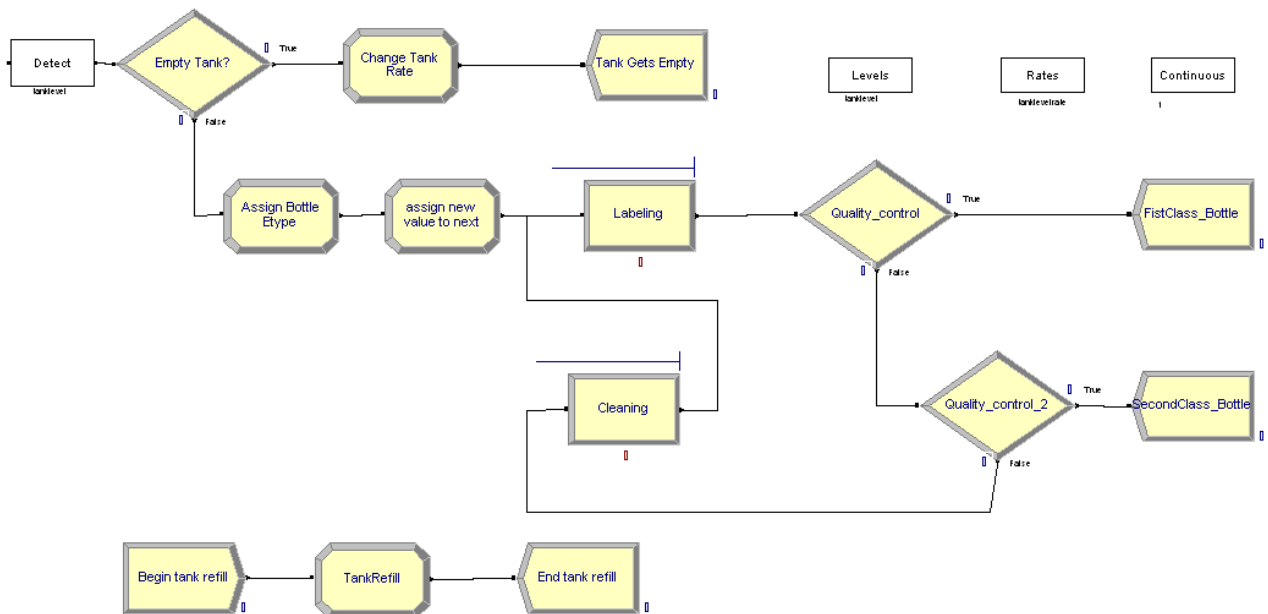 Detect
tanklevel
Empty Tank?
True
False
Change Tank
Rate
Tank Gets Empty
Levels
tanklevel
Rates
tanklevelrate
Continuous
1
Assign Bottle
Etype
assign new
value to next
Labeling
Quality_control
True
False
FistClass_Bottle
Cleaning
Quality_control_2
True
False
SecondClass_Bottle
Begin tank refill
TankRefill
End tank refill